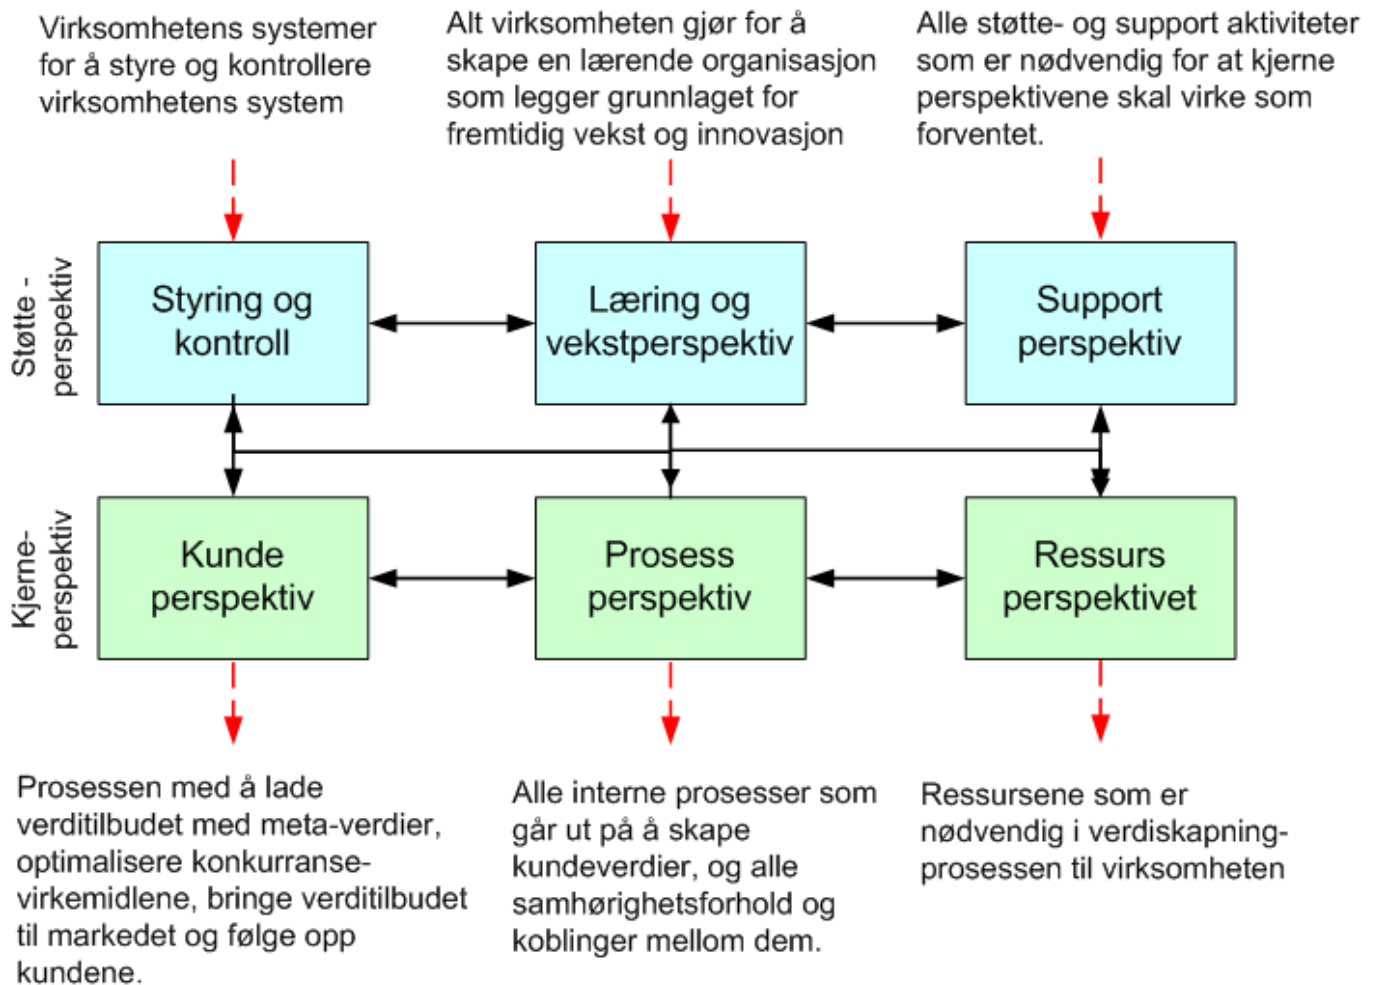 Virksomhetens systemer
for å styre og kontrollere
virksomhetens system
Alt virksomheten gjør for å
skape en lærende organisasjon
som legger grunnlaget for
fremtidig vekst og innovasjon
Alle støtte- og support aktiviteter
som er nødvendig for at kjerne
perspektivene skal virke som
forventet.
Støtte -
perspektiv
Styring og
kontroll
Læring og
vekstperspektiv
Support
perspektiv
Kjerne-
perspektiv
Kunde
perspektiv
Prosess
perspektiv
Ressurs
perspektivet
Prosessen med å lade
verditilbudet med meta-verdier,
optimalisere konkurranse-
virkemidlene, bringe verditilbudet
til markedet og følge opp
kundene.
Alle interne prosesser som
går ut på å skape
kundeverdier, og alle
samhørighetsforhold og
koblinger mellom dem.
Ressursene som er
nødvendig i verdiskapning-
prosessen til virksomheten